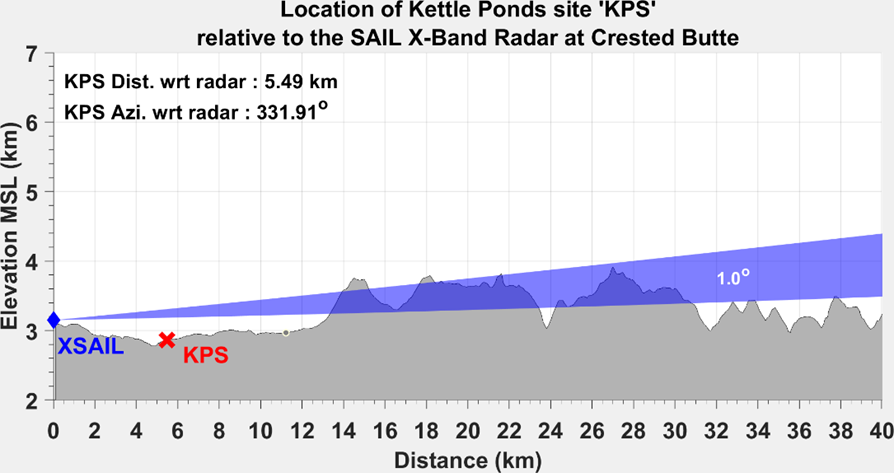 Location of Kettle Ponds site 'KPS'
relative to the SAIL X-Band Radar at Crested Butte
KPS Dist. wrt radar : 5.49 km
KPS Azi. wrt radar : 331.91°
Elevation MSL (km)
7
6
5
4
3
2
1.0°
XSAIL
KPS
0 2 4 6 8 10 12 14 16 18 20 22 24 26 28 30 32 34 36 38 40
Distance (km)